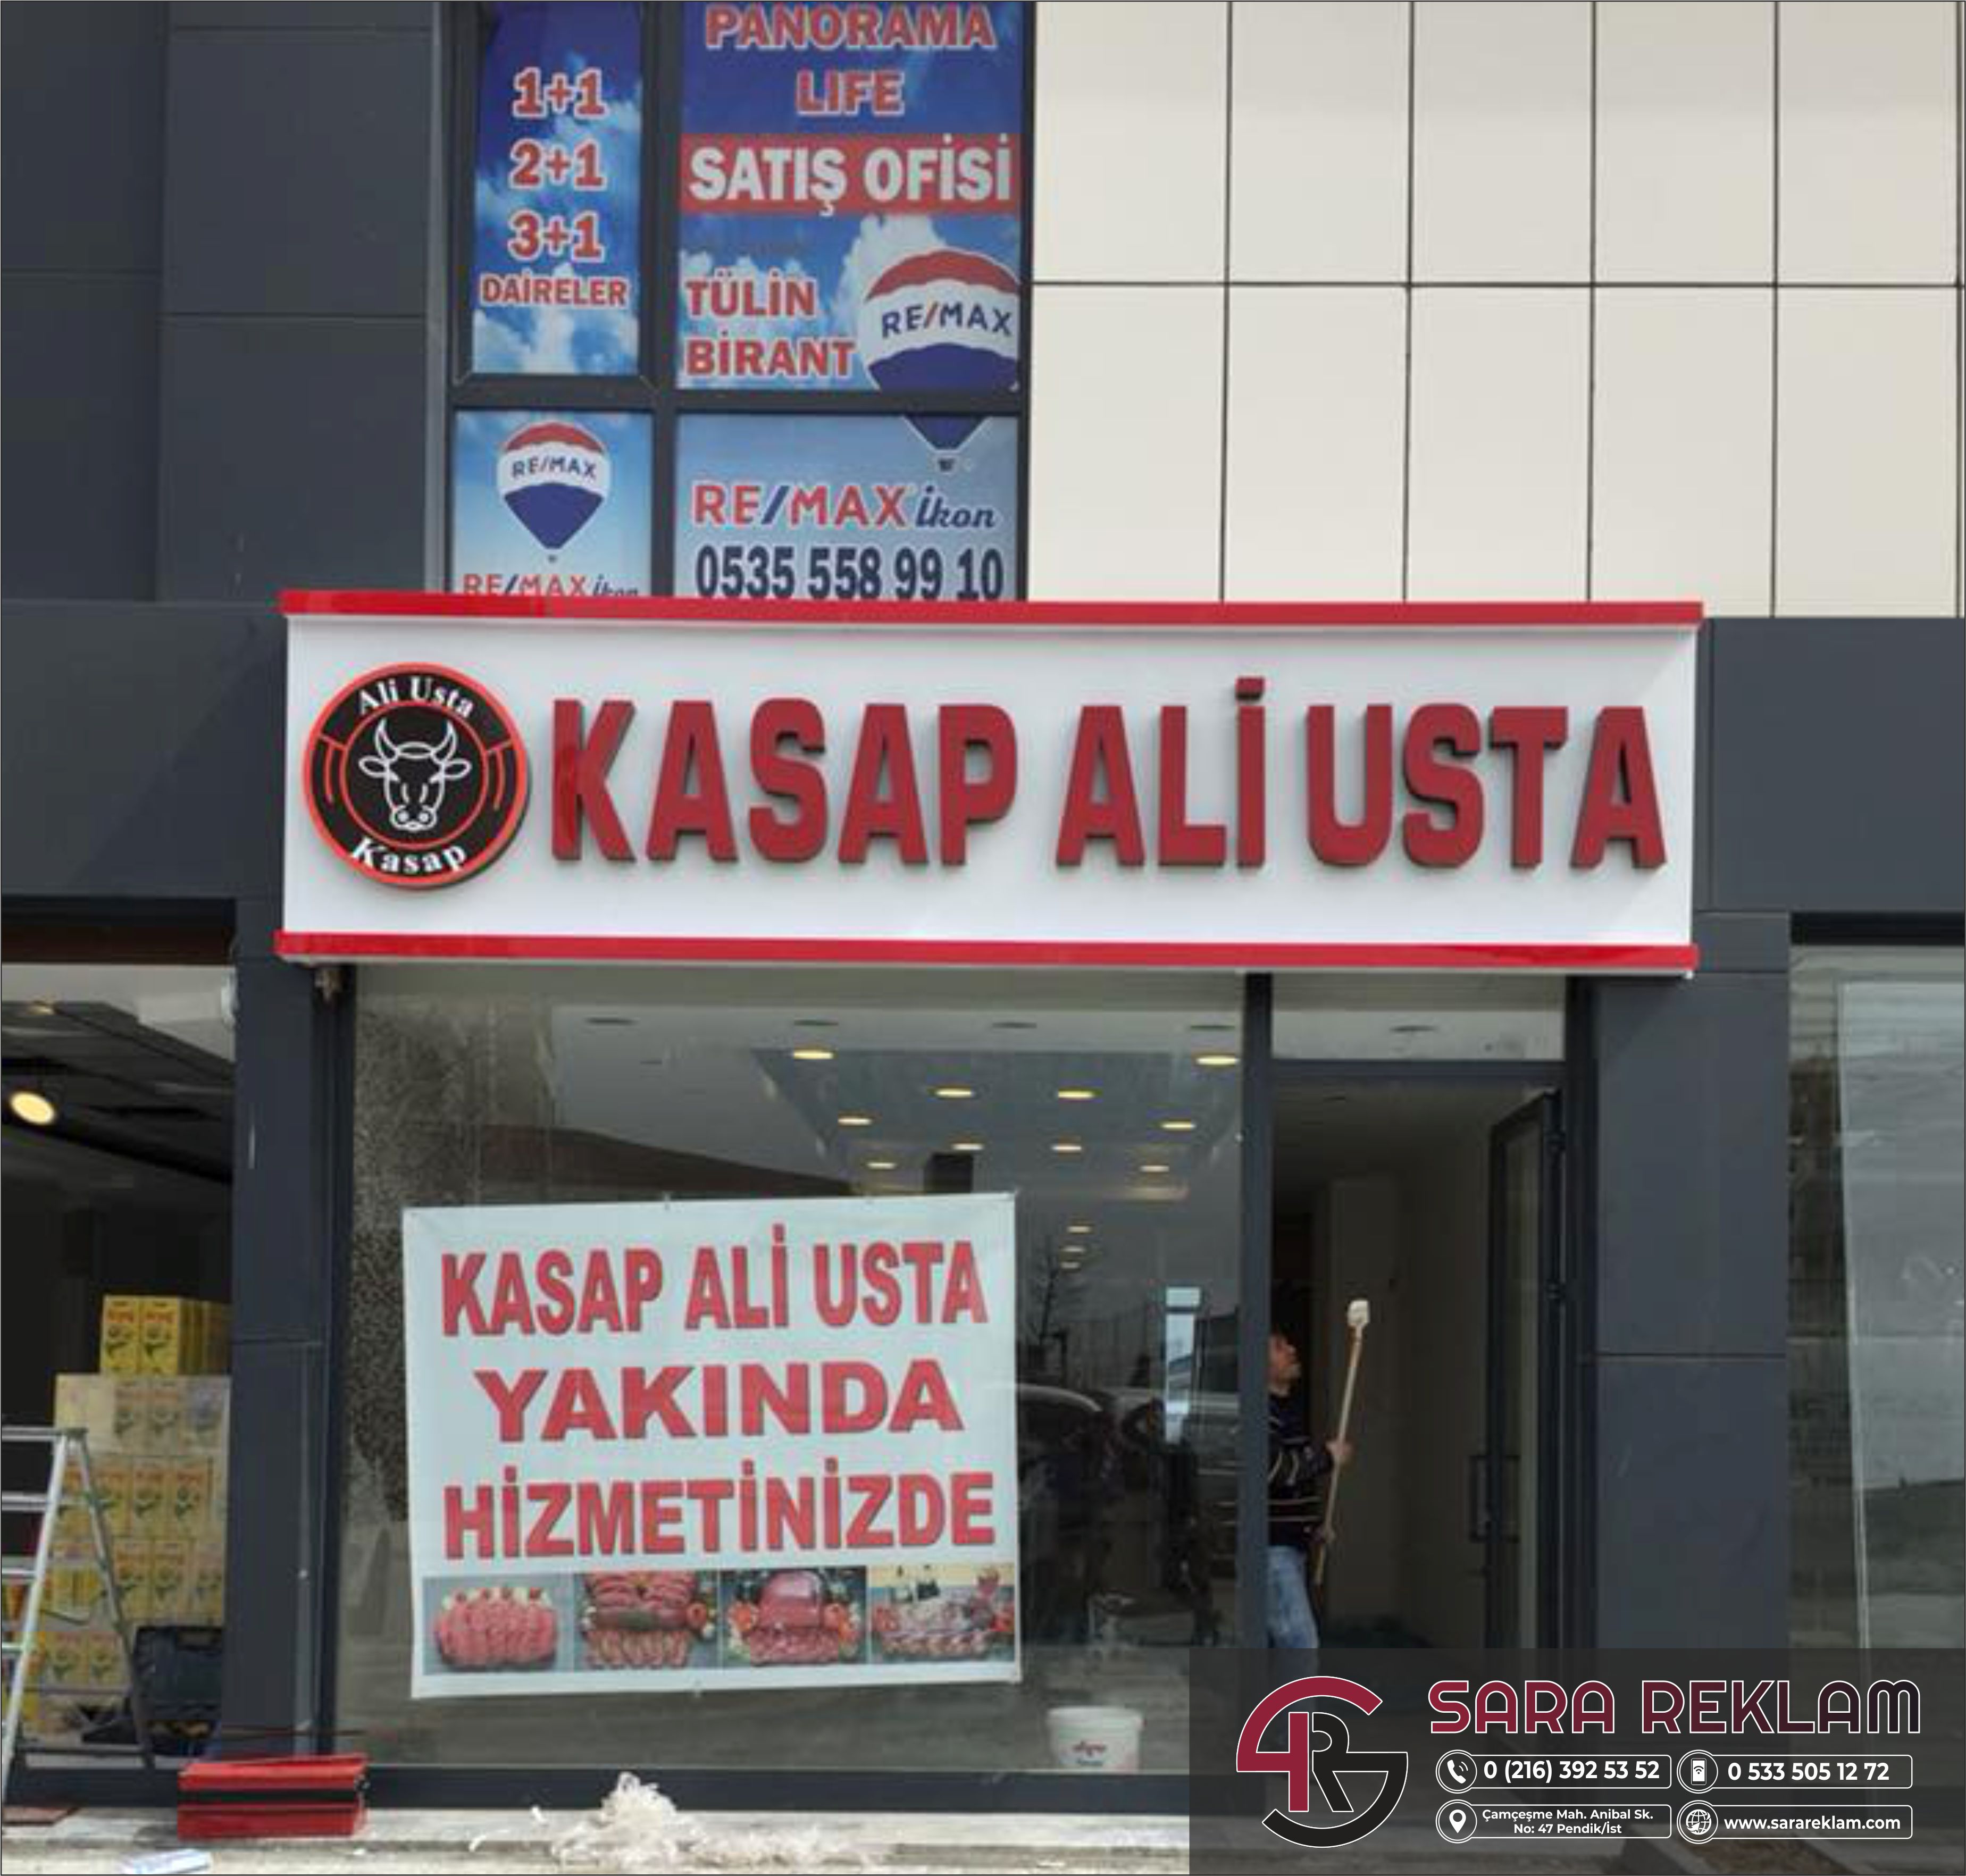 PANORAMA
LIFE
1+1
2+1
3+1
DAİRELER
SATIŞ OFİSİ
TÜLİN
BİRANT
RE/MAX
RE/MAX
RE/MAX ikon
RE/MAX İkon
0535 558 99 10
Ali Usta
Kasap
KASAP ALİ USTA
KASAP ALİ USTA
YAKINDA
HİZMETİNİZDE
SARA REKLAM
0 (216) 392 53 52
0 533 505 12 72
Çamçeşme Mah. Anibal Sk.
No: 47 Pendik/İst
www.sarareklam.com